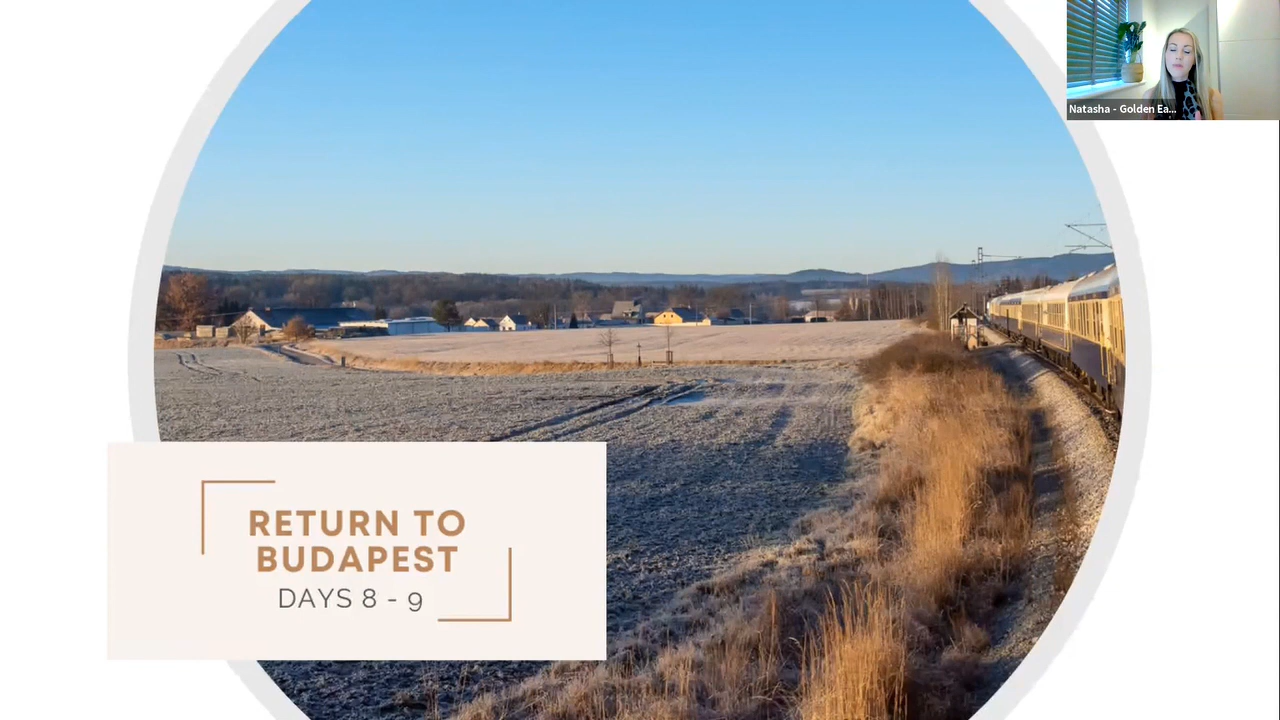 Natasha - Golden Ea...
RETURN TO
BUDAPEST
DAYS 8 - 9